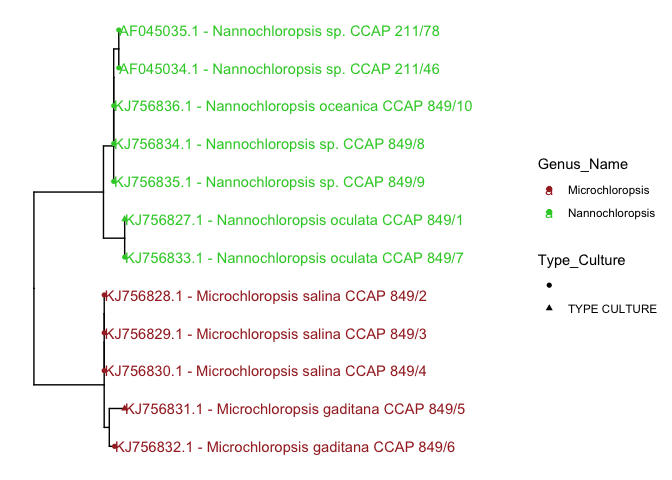 AF045035.1 - Nannochloropsis sp. CCAP 211/78
AF045034.1 - Nannochloropsis sp. CCAP 211/46
KJ756836.1 - Nannochloropsis oceanica CCAP 849/10
KJ756834.1 - Nannochloropsis sp. CCAP 849/8
KJ756835.1 - Nannochloropsis sp. CCAP 849/9
KJ756827.1 - Nannochloropsis oculata CCAP 849/1
KJ756833.1 - Nannochloropsis oculata CCAP 849/7
KJ756828.1 - Microchloropsis salina CCAP 849/2
KJ756829.1 - Microchloropsis salina CCAP 849/3
KJ756830.1 - Microchloropsis salina CCAP 849/4
KJ756831.1 - Microchloropsis gaditana CCAP 849/5
KJ756832.1 - Microchloropsis gaditana CCAP 849/6
Genus_Name
a Microchloropsis
a Nannochloropsis
Type_Culture
TYPE CULTURE